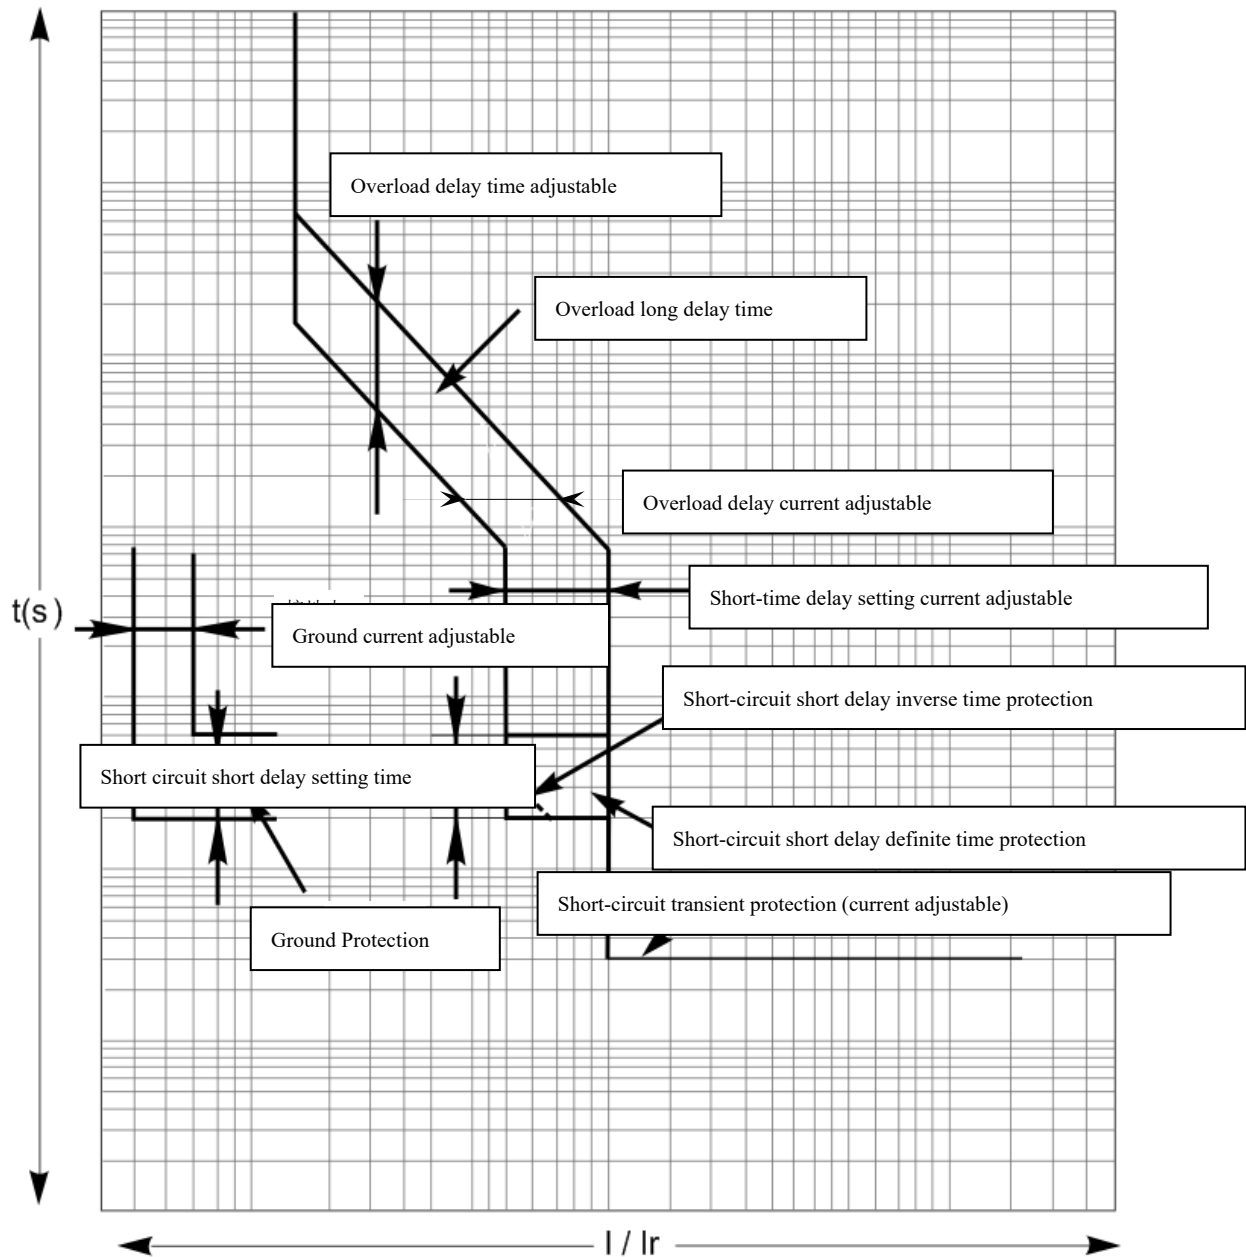 Overload delay time adjustable
Overload long delay time
Overload delay current adjustable
Short-time delay setting current adjustable
t(s)
Ground current adjustable
Short-circuit short delay inverse time protection
Short circuit short delay setting time
Short-circuit short delay definite time protection
Short-circuit transient protection (current adjustable)
Ground Protection
I / Ir